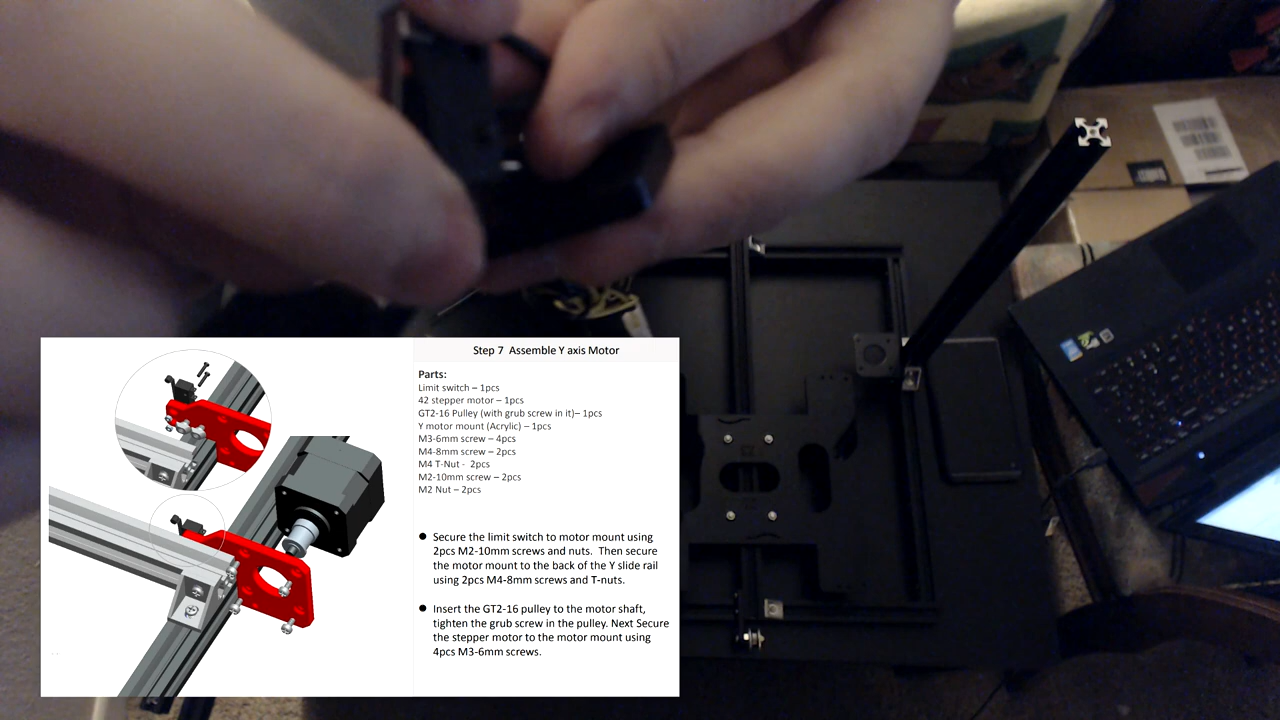 Step 7 Assemble Y axis Motor
Parts:
Limit switch – 1pcs
42 stepper motor – 1pcs
GT2-16 Pulley (with grub screw in it)– 1pcs
Y motor mount (Acrylic) – 1pcs
M3-6mm screw – 4pcs
M4-8mm screw – 2pcs
M4 T-Nut - 2pcs
M2-10mm screw – 2pcs
M2 Nut – 2pcs
● Secure the limit switch to motor mount using
2pcs M2-10mm screws and nuts. Then secure
the motor mount to the back of the Y slide rail
using 2pcs M4-8mm screws and T-nuts.
● Insert the GT2-16 pulley to the motor shaft,
tighten the grub screw in the pulley. Next Secure
the stepper motor to the motor mount using
4pcs M3-6mm screws.